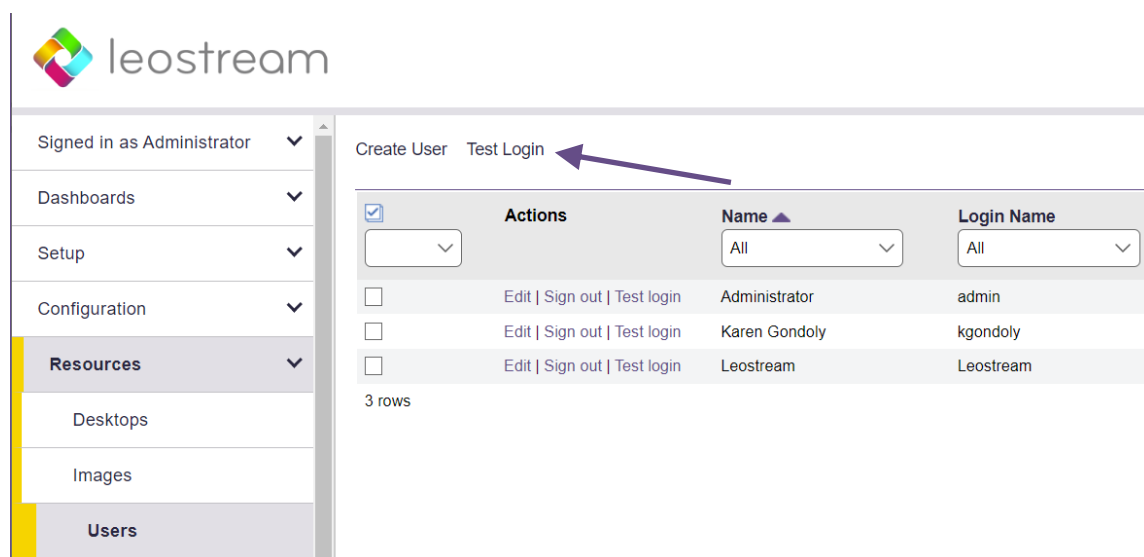 leostream
Signed in as Administrator
Dashboards
Setup
Configuration
Resources
Desktops
Images
Users
Create User Test Login
Actions Name Login Name
All All
Edit | Sign out | Test login Administrator admin
Edit | Sign out | Test login Karen Gondoly kgondoly
Edit | Sign out | Test login Leostream Leostream
3 rows